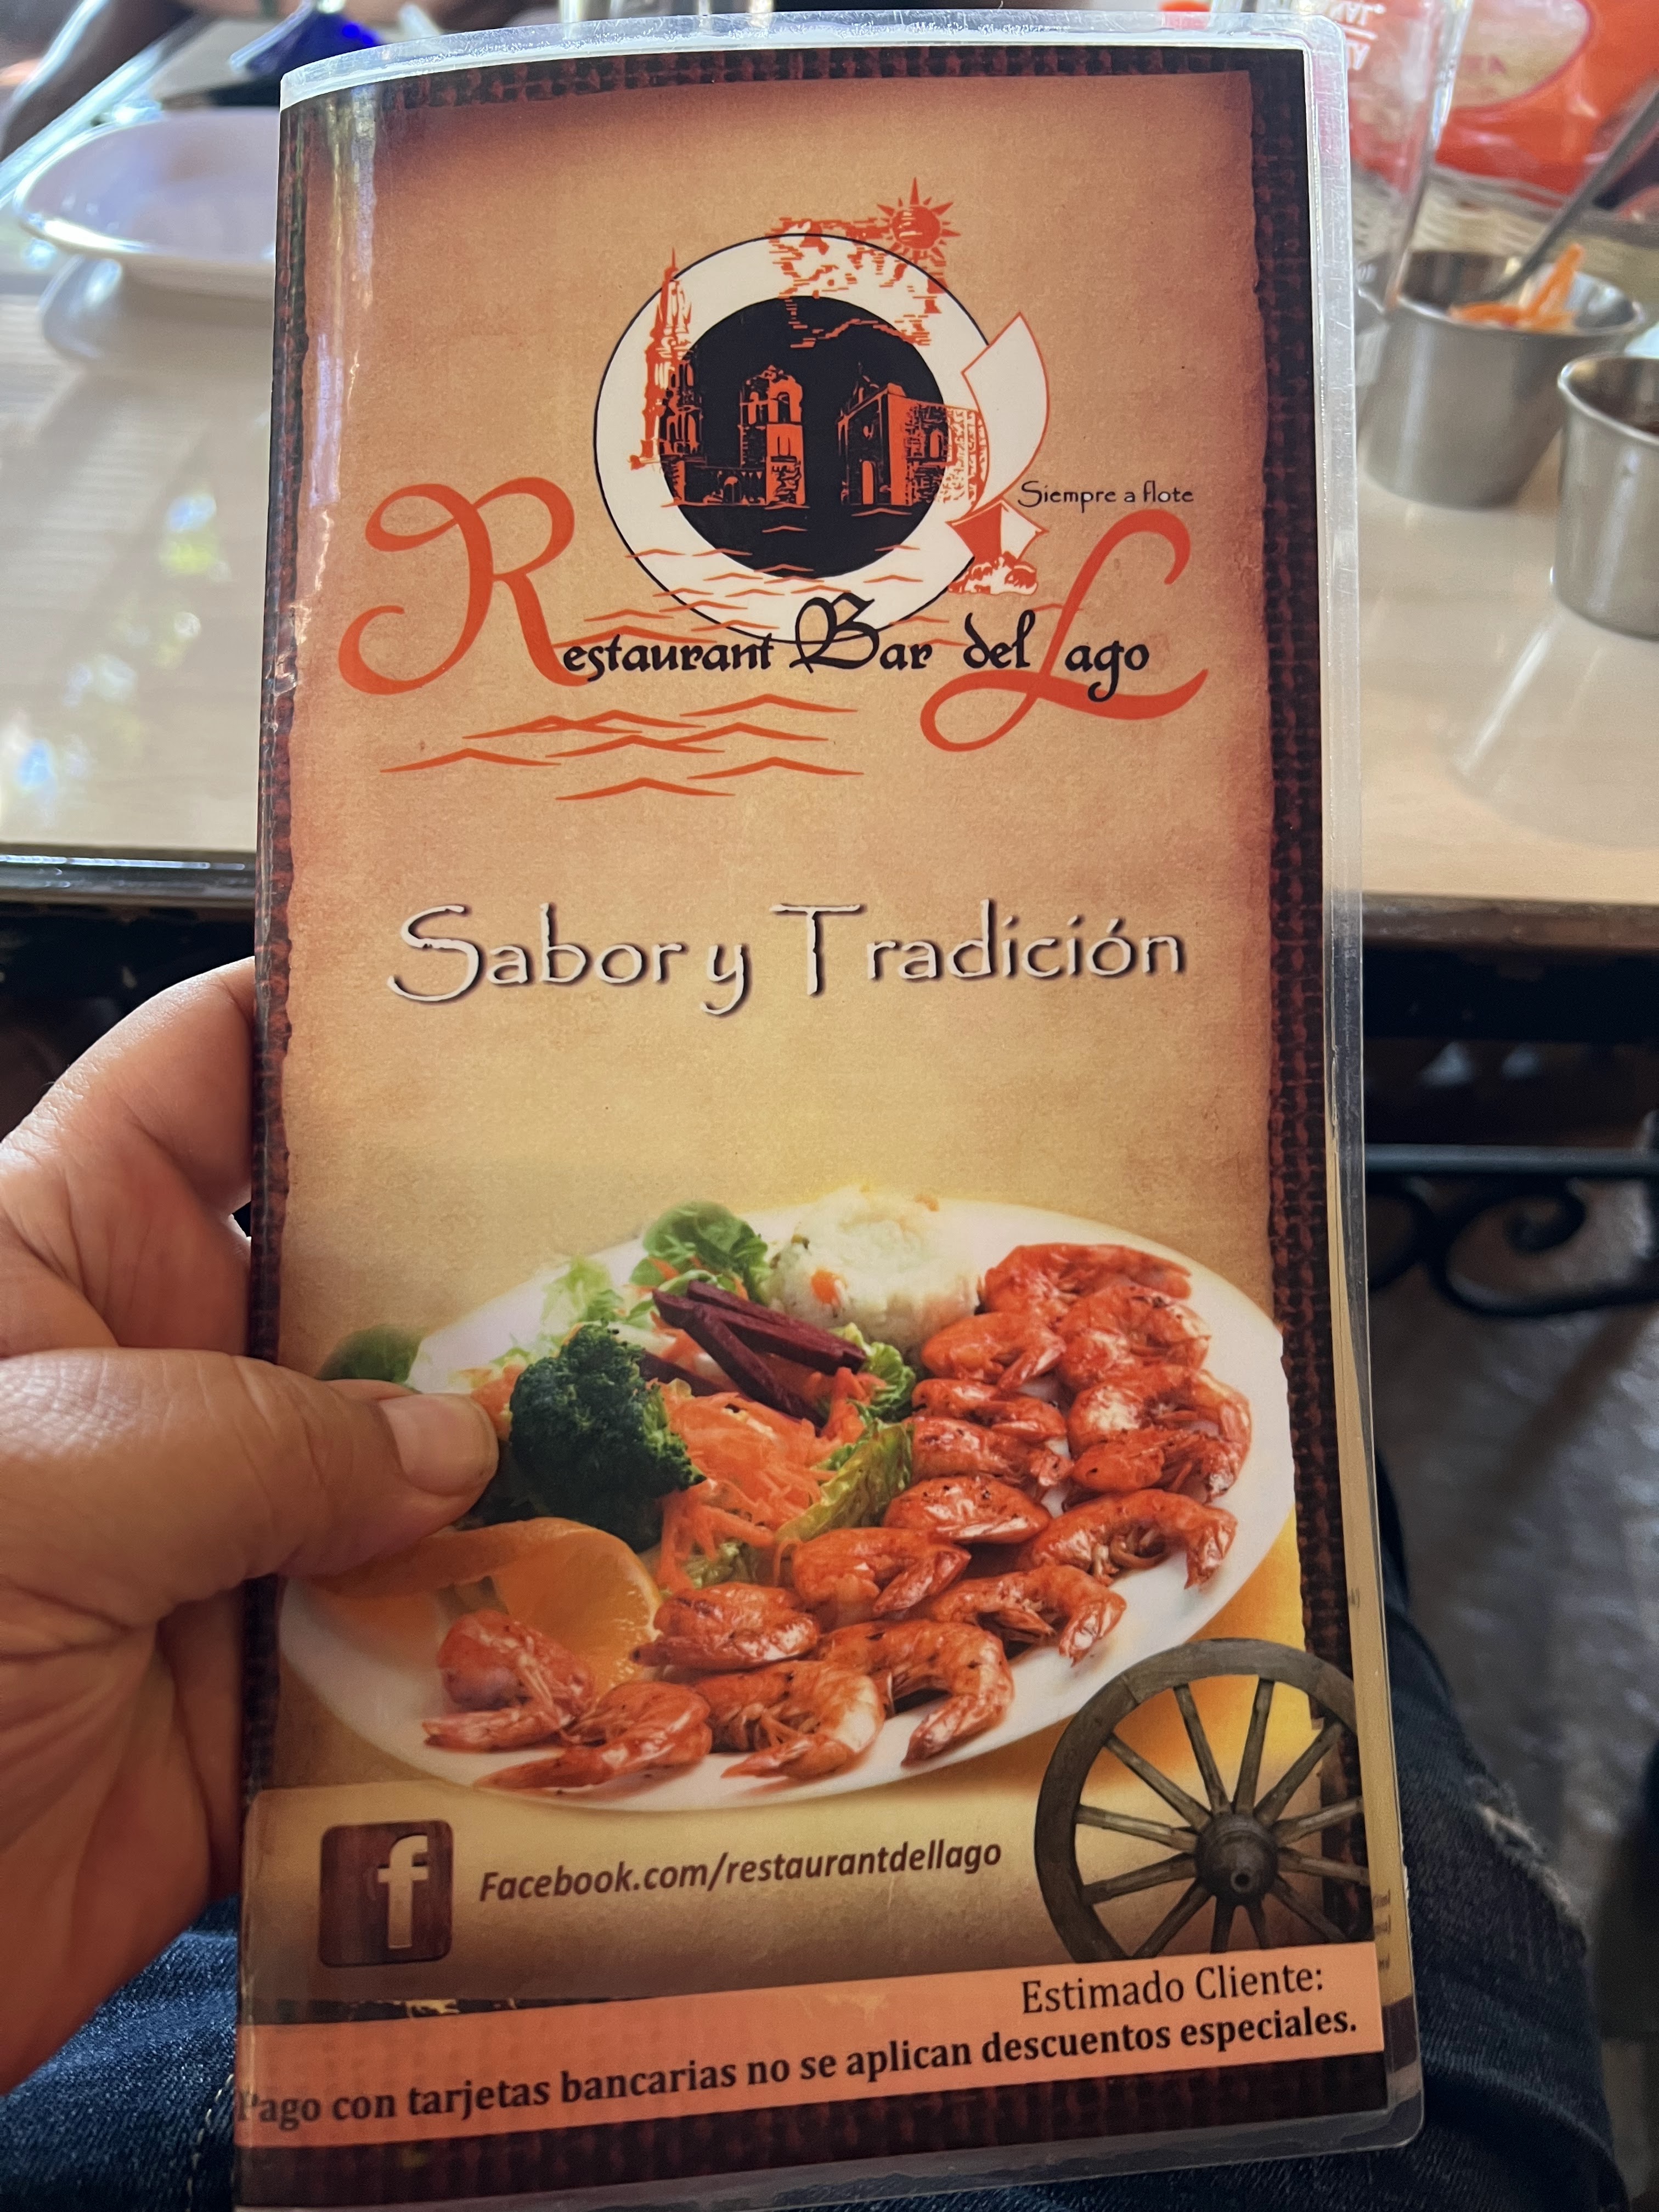 Siempre a flote
Restaurant Bar del Lago
Sabor y Tradición
f
Facebook.com/restaurantdellago
Estimado Cliente:
Pago con tarjetas bancarias no se aplican descuentos especiales.